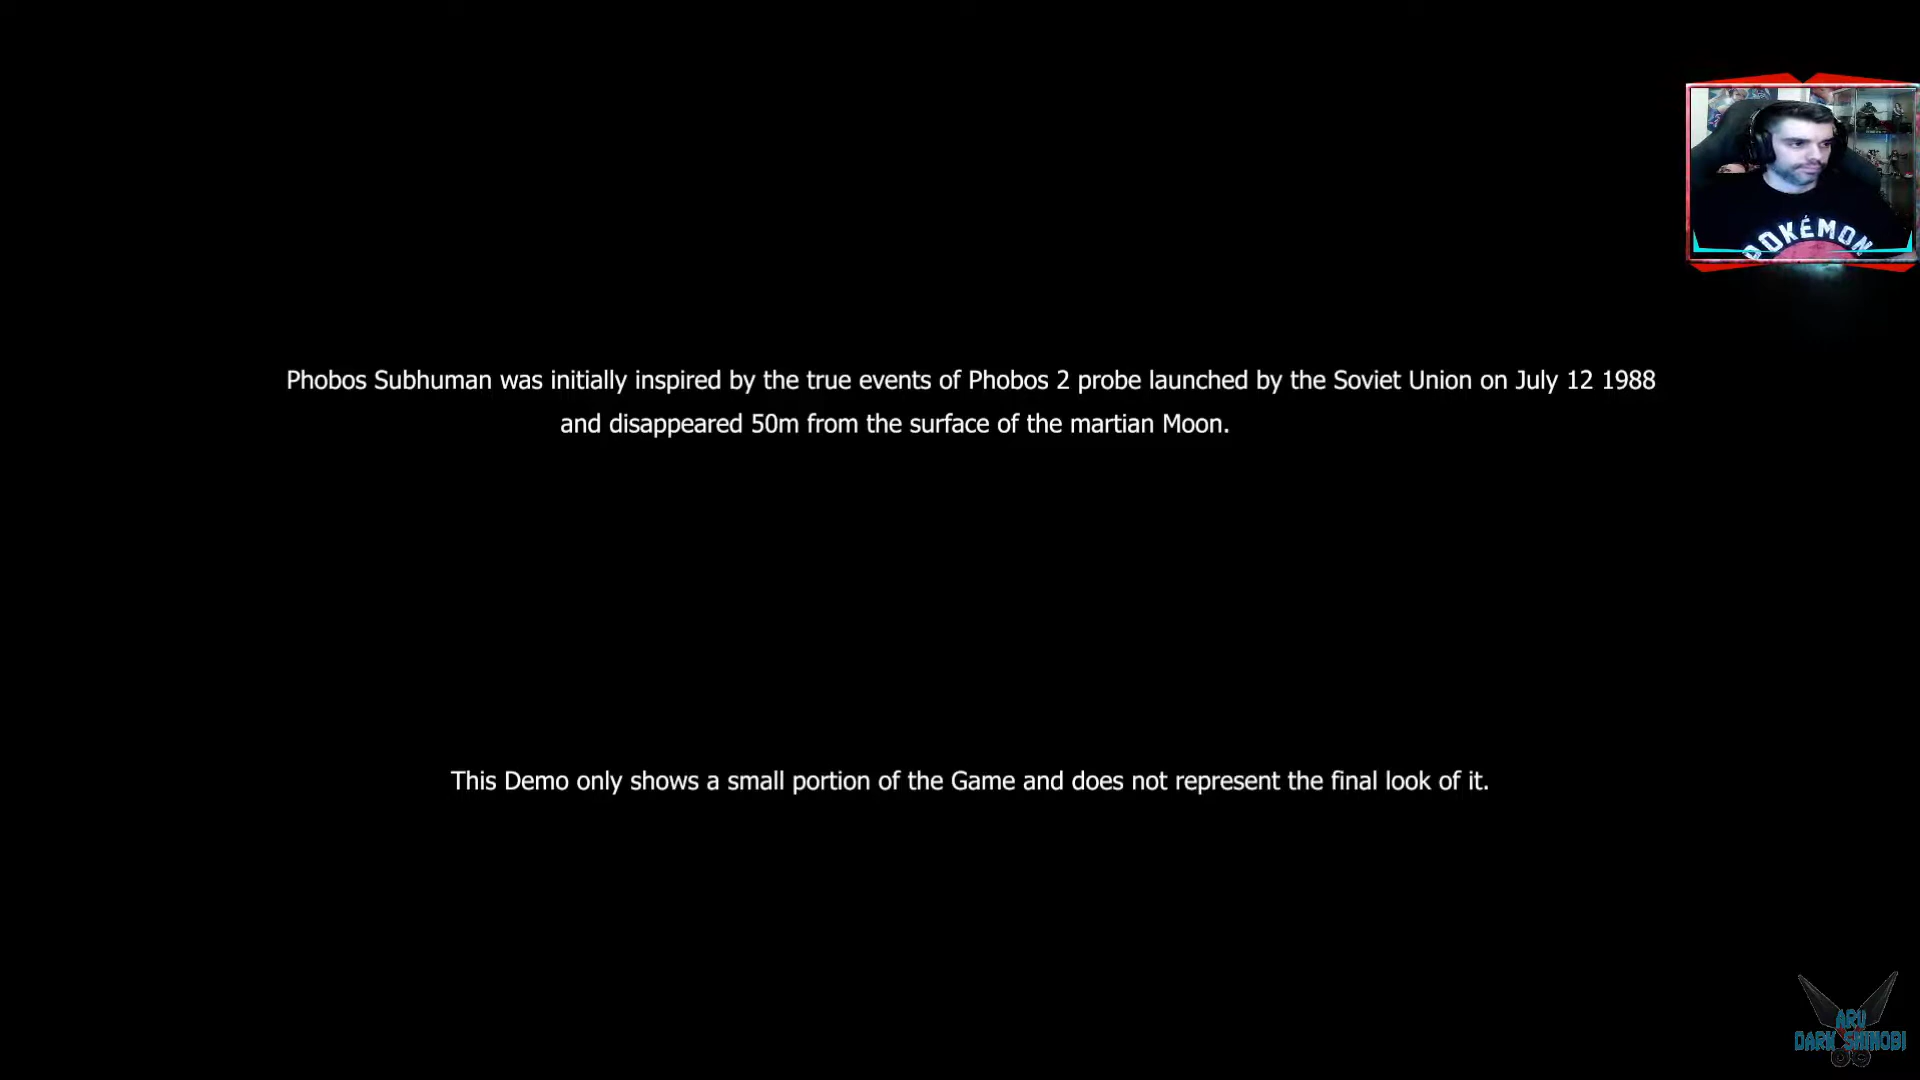 POKÉMON
Phobos Subhuman was initially inspired by the true events of Phobos 2 probe launched by the Soviet Union on July 12 1988
and disappeared 50m from the surface of the martian Moon.
This Demo only shows a small portion of the Game and does not represent the final look of it.
ARU
DARK SHINOBI